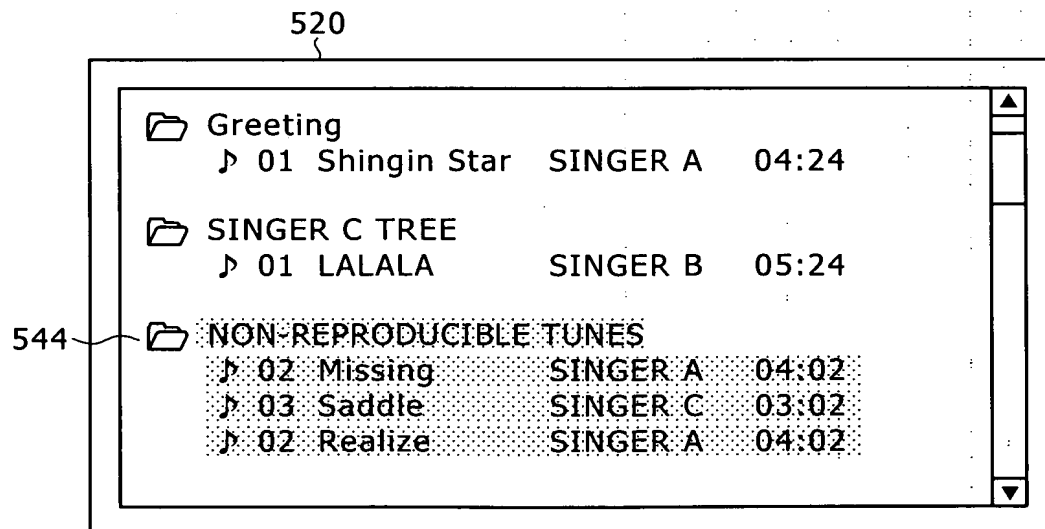 520
Greeting
♪ 01 Shingin Star SINGER A 04:24
SINGER C TREE
♪ 01 LALALA SINGER B 05:24
544 NON-REPRODUCIBLE TUNES
♪ 02 Missing SINGER A 04:02
♪ 03 Saddle SINGER C 03:02
♪ 02 Realize SINGER A 04:02